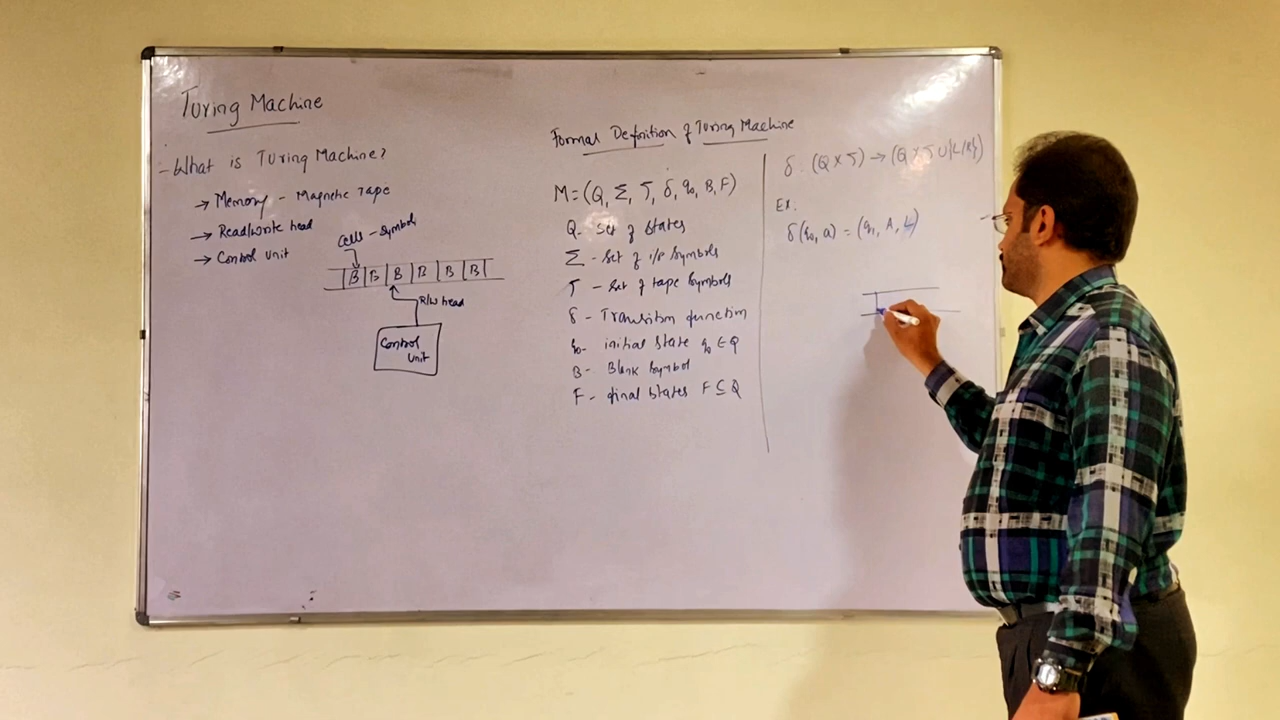 Turing Machine
- What is Turing Machine?
→ Memory - Magnetic Tape
→ Read/write head
→ Control unit
Cells - Symbols
B B B B B B
R/W head
Control unit
Formal Definition of Turing Machine
M = (Q, Σ, Γ, δ, q₀, B, F)
Q - Set of States
Σ - Set of i/p symbols
Γ - Set of tape symbols
δ - Transition function
q₀ - initial state q₀ ∈ Q
B - Blank symbol
F - final states F ⊆ Q
δ : (Q × Γ) → (Q × Γ ∪ {L/R})
Ex.
δ(q₀, a) = (q₁, A, L)